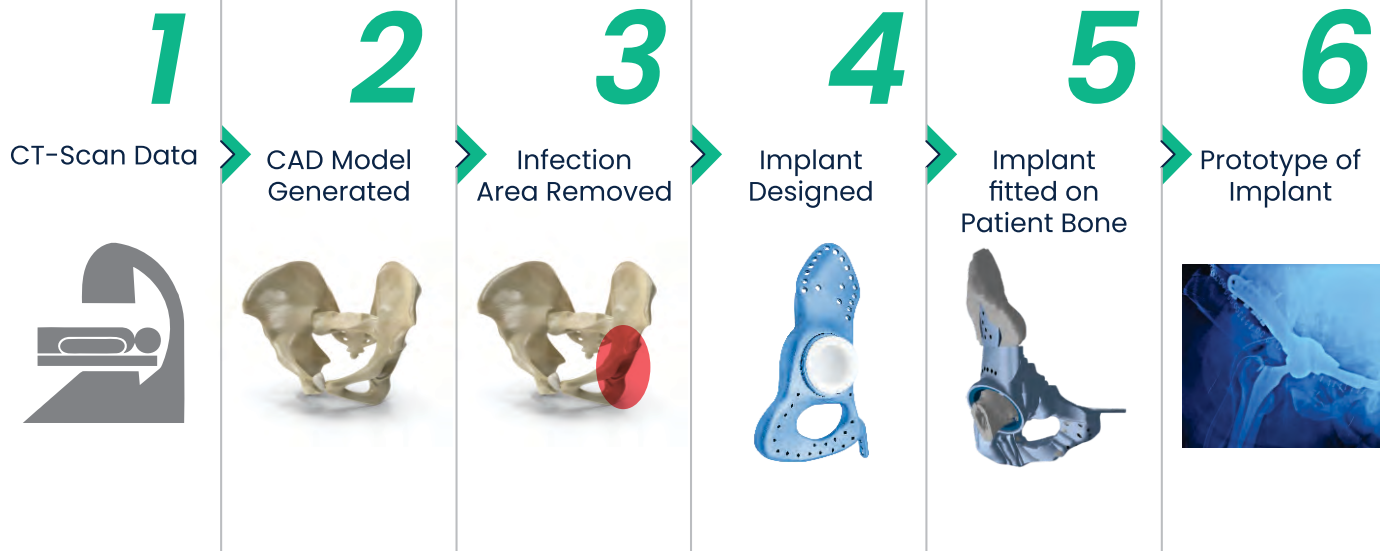 1
CT-Scan Data
2
CAD Model
Generated
3
Infection
Area Removed
4
Implant
Designed
5
Implant
fitted on
Patient Bone
6
Prototype of
Implant